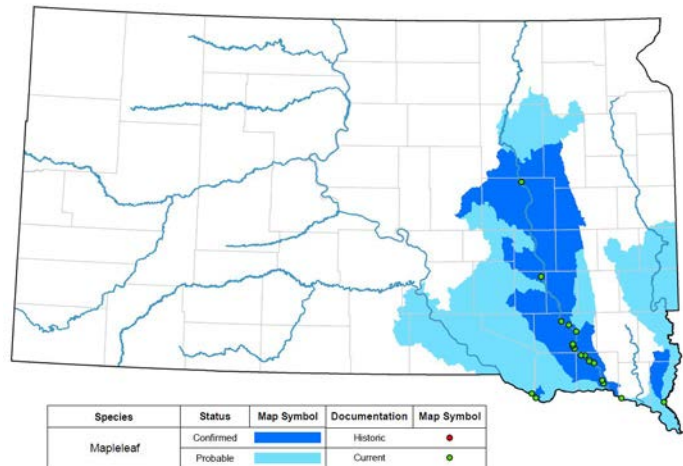 Species Status Map Symbol Documentation Map Symbol
Mapleleaf Confirmed Historic
Probable Current